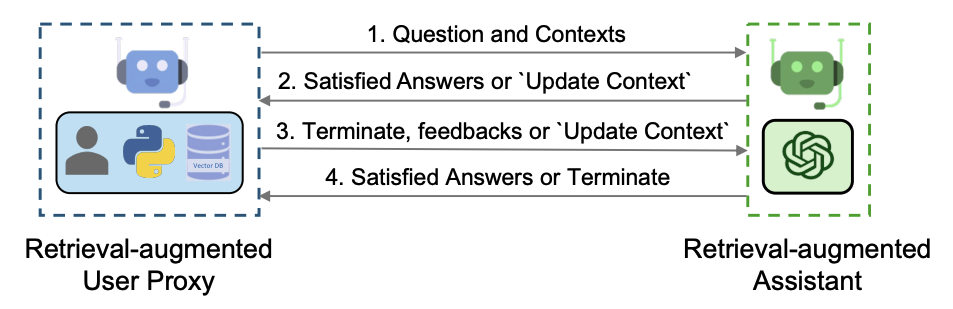 1. Question and Contexts
2. Satisfied Answers or `Update Context`
3. Terminate, feedbacks or `Update Context`
Vector DB
4. Satisfied Answers or Terminate
Retrieval-augmented
User Proxy
Retrieval-augmented
Assistant